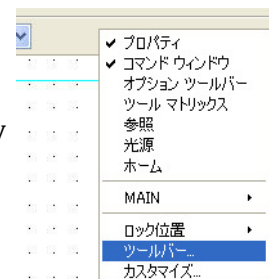 プロパティ
コマンド ウィンドウ
オプション ツールバー
ツール マトリックス
参照
光源
ホーム
MAIN
ロック位置
ツールバー...
カスタマイズ...